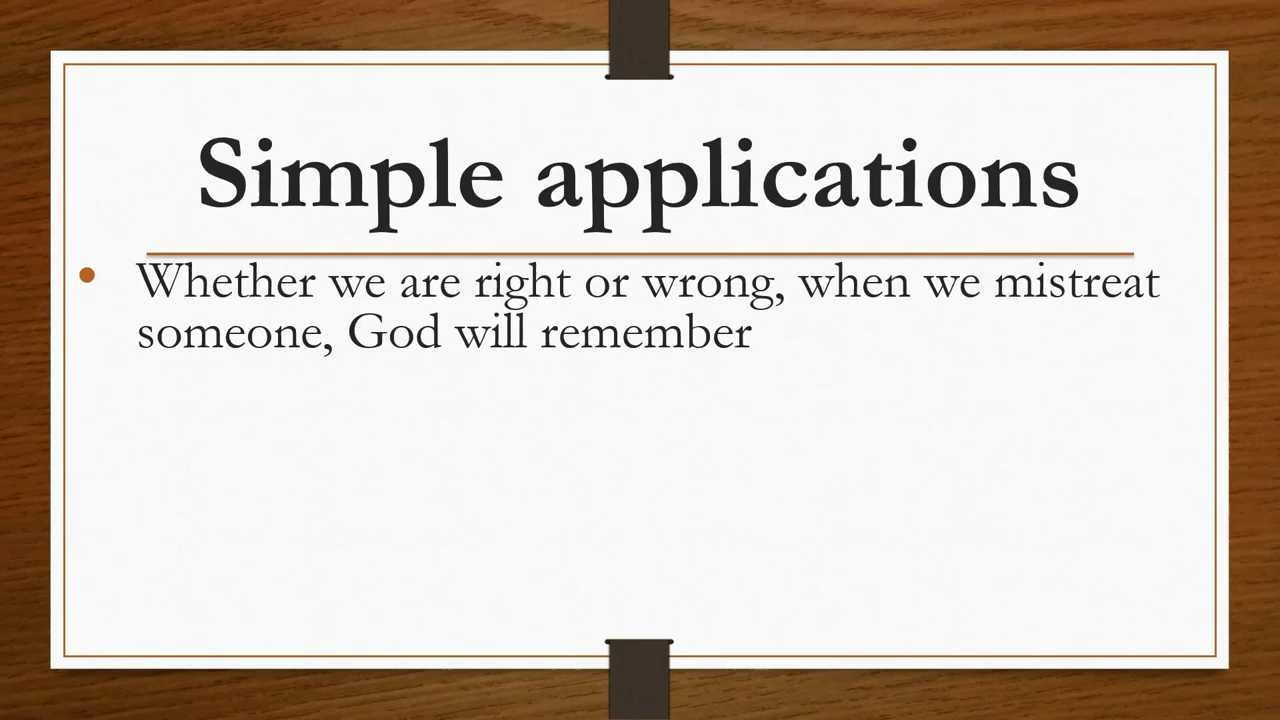 Simple applications
• Whether we are right or wrong, when we mistreat
someone, God will remember